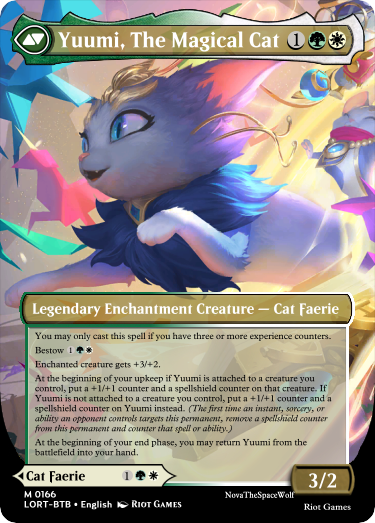 Yuumi, The Magical Cat 1
Legendary Enchantment Creature — Cat Faerie
You may only cast this spell if you have three or more experience counters.
Bestow 1
Enchanted creature gets +3/+2.
At the beginning of your upkeep if Yuumi is attached to a creature you
control, put a +1/+1 counter and a spellshield counter on that creature. If
Yuumi is not attached to a creature you control, put a +1/+1 counter and a
spellshield counter on Yuumi instead. (The first time an instant, sorcery, or
ability an opponent controls targets this permanent, remove a spellshield counter
from this permanent and counter that spell or ability.)
At the beginning of your end phase, you may return Yuumi from the
battlefield into your hand.
Cat Faerie 1
3/2
M 0166
LORT-BTB • English Riot Games
NovaTheSpaceWolf
Riot Games